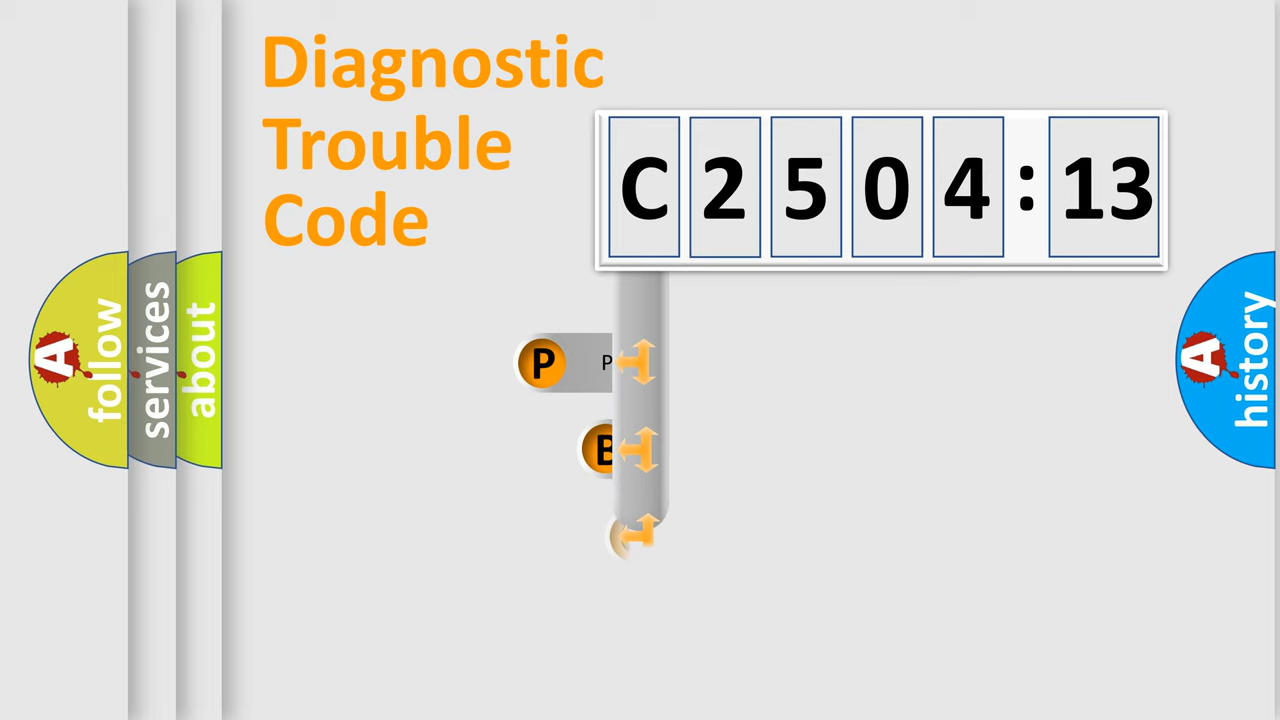 Diagnostic
Trouble
Code
C2504:13
P P
B
A follow
services
about
A history